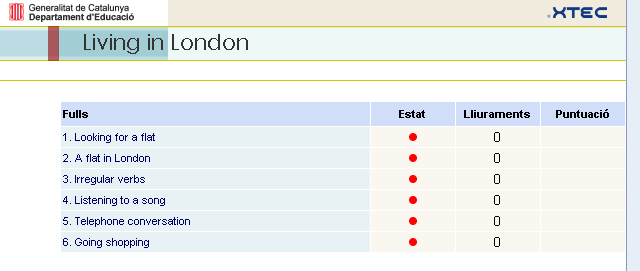 Generalitat de Catalunya
Departament d'Educació
.XTEC
Living in London
Fulls Estat Lliuraments Puntuació
1. Looking for a flat 0
2. A flat in London 0
3. Irregular verbs 0
4. Listening to a song 0
5. Telephone conversation 0
6. Going shopping 0